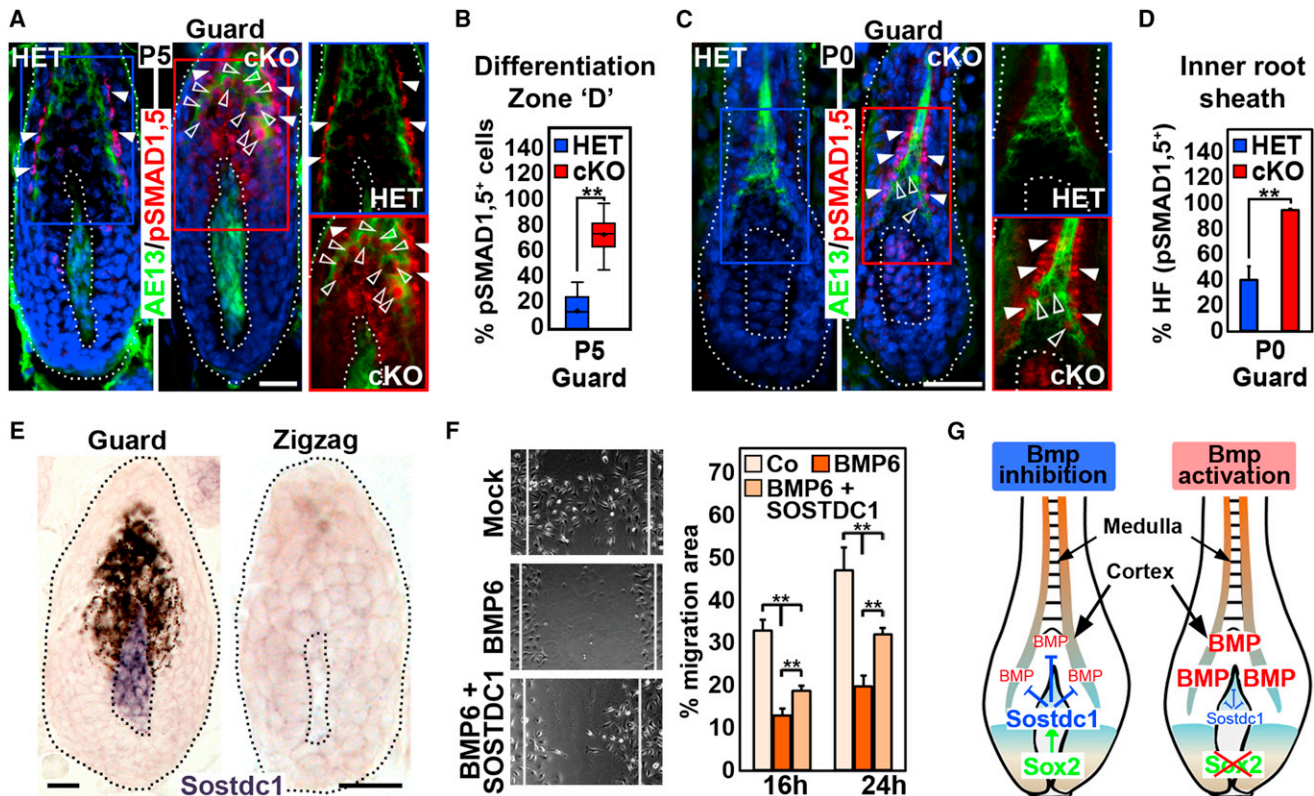 A
HET
P5
Guard
cKO
AE13/pSMAD1,5
HET
cKO
B
Differentiation
Zone ‘D’
% pSMAD1,5+ cells
140
120
100
80
60
40
20
0
HET
cKO
**
P5
Guard
C
HET
P0
Guard
cKO
AE13/pSMAD1,5
HET
cKO
D
Inner root
sheath
% HF (pSMAD1,5+)
140
120
100
80
60
40
20
0
HET
cKO
**
P0
Guard
E
Guard
Zigzag
Sostdc1
F
Mock
BMP6
BMP6 +
SOSTDC1
% migration area
70
60
50
40
30
20
10
0
Co
BMP6
BMP6 +
SOSTDC1
**
**
**
**
16h
24h
G
Bmp
inhibition
Bmp
activation
Medulla
Cortex
BMP
BMP
BMP
Sostdc1
Sox2
BMP
BMP
BMP
Sostdc1
Sox2